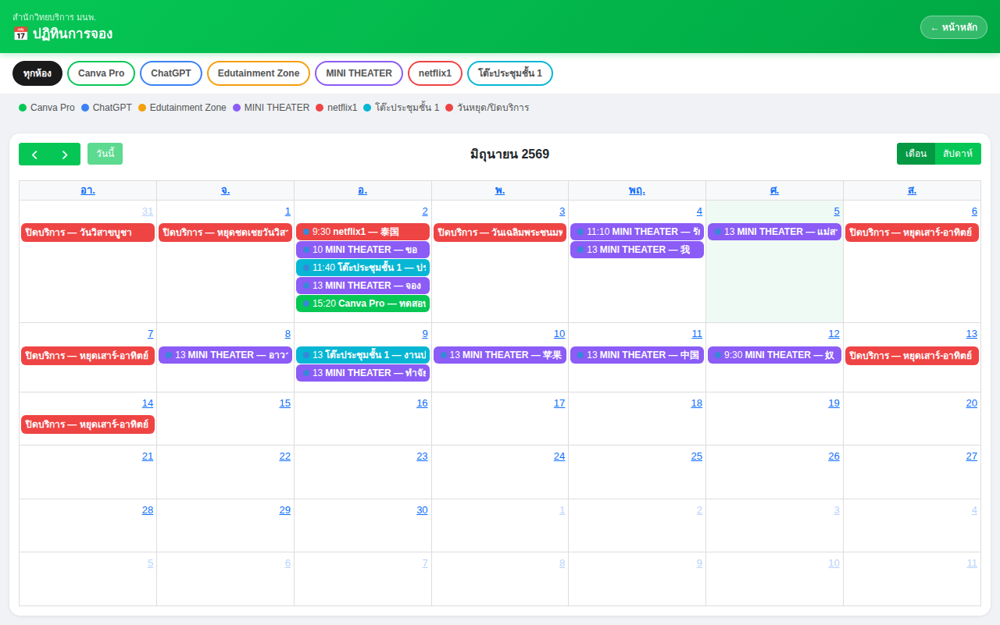 สำนักวิทยบริการ มนพ.
📅 ปฏิทินการจอง
← หน้าหลัก
ทุกห้อง Canva Pro ChatGPT Edutainment Zone MINI THEATER netflix1 โต๊ะประชุมชั้น 1
Canva Pro ChatGPT Edutainment Zone MINI THEATER netflix1 โต๊ะประชุมชั้น 1 วันหยุด/ปิดบริการ
วันนี้
มิถุนายน 2569
เดือน สัปดาห์
อา. จ. อ. พ. พฤ. ศ. ส.
31 1 2 3 4 5 6
ปิดบริการ — วันวิสาขบูชา
ปิดบริการ — หยุดชดเชยวันวิสา
9:30 netflix1 — 泰国
10 MINI THEATER — ขอ
11:40 โต๊ะประชุมชั้น 1 — ปร
13 MINI THEATER — จอง
15:20 Canva Pro — ทดสอบ
ปิดบริการ — วันเฉลิมพระชนมพ
11:10 MINI THEATER — รัก
13 MINI THEATER — 我
13 MINI THEATER — แม่สา
ปิดบริการ — หยุดเสาร์-อาทิตย์
7 8 9 10 11 12 13
ปิดบริการ — หยุดเสาร์-อาทิตย์
13 MINI THEATER — อาวา
13 โต๊ะประชุมชั้น 1 — งานป
13 MINI THEATER — ทำจัย
13 MINI THEATER — 苹果
13 MINI THEATER — 中国
9:30 MINI THEATER — 奴
ปิดบริการ — หยุดเสาร์-อาทิตย์
14 15 16 17 18 19 20
ปิดบริการ — หยุดเสาร์-อาทิตย์
21 22 23 24 25 26 27
28 29 30 1 2 3 4
5 6 7 8 9 10 11